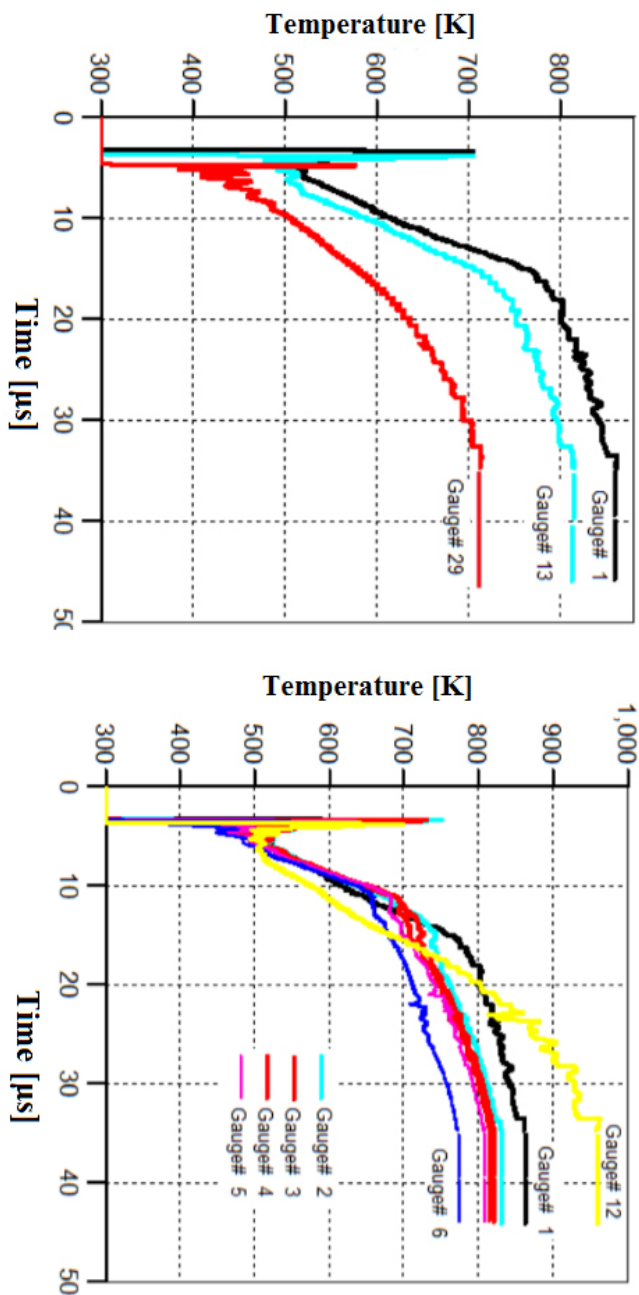 Temperature [K]
300 400 500 600 700 800
0
10
20
30
40
50
Time [μs]
Gauge# 1
Gauge# 13
Gauge# 29
Temperature [K]
300 400 500 600 700 800 900 1,000
0
10
20
30
40
50
Time [μs]
Gauge# 12
Gauge# 1
Gauge# 6
Gauge# 2
Gauge# 3
Gauge# 4
Gauge# 5